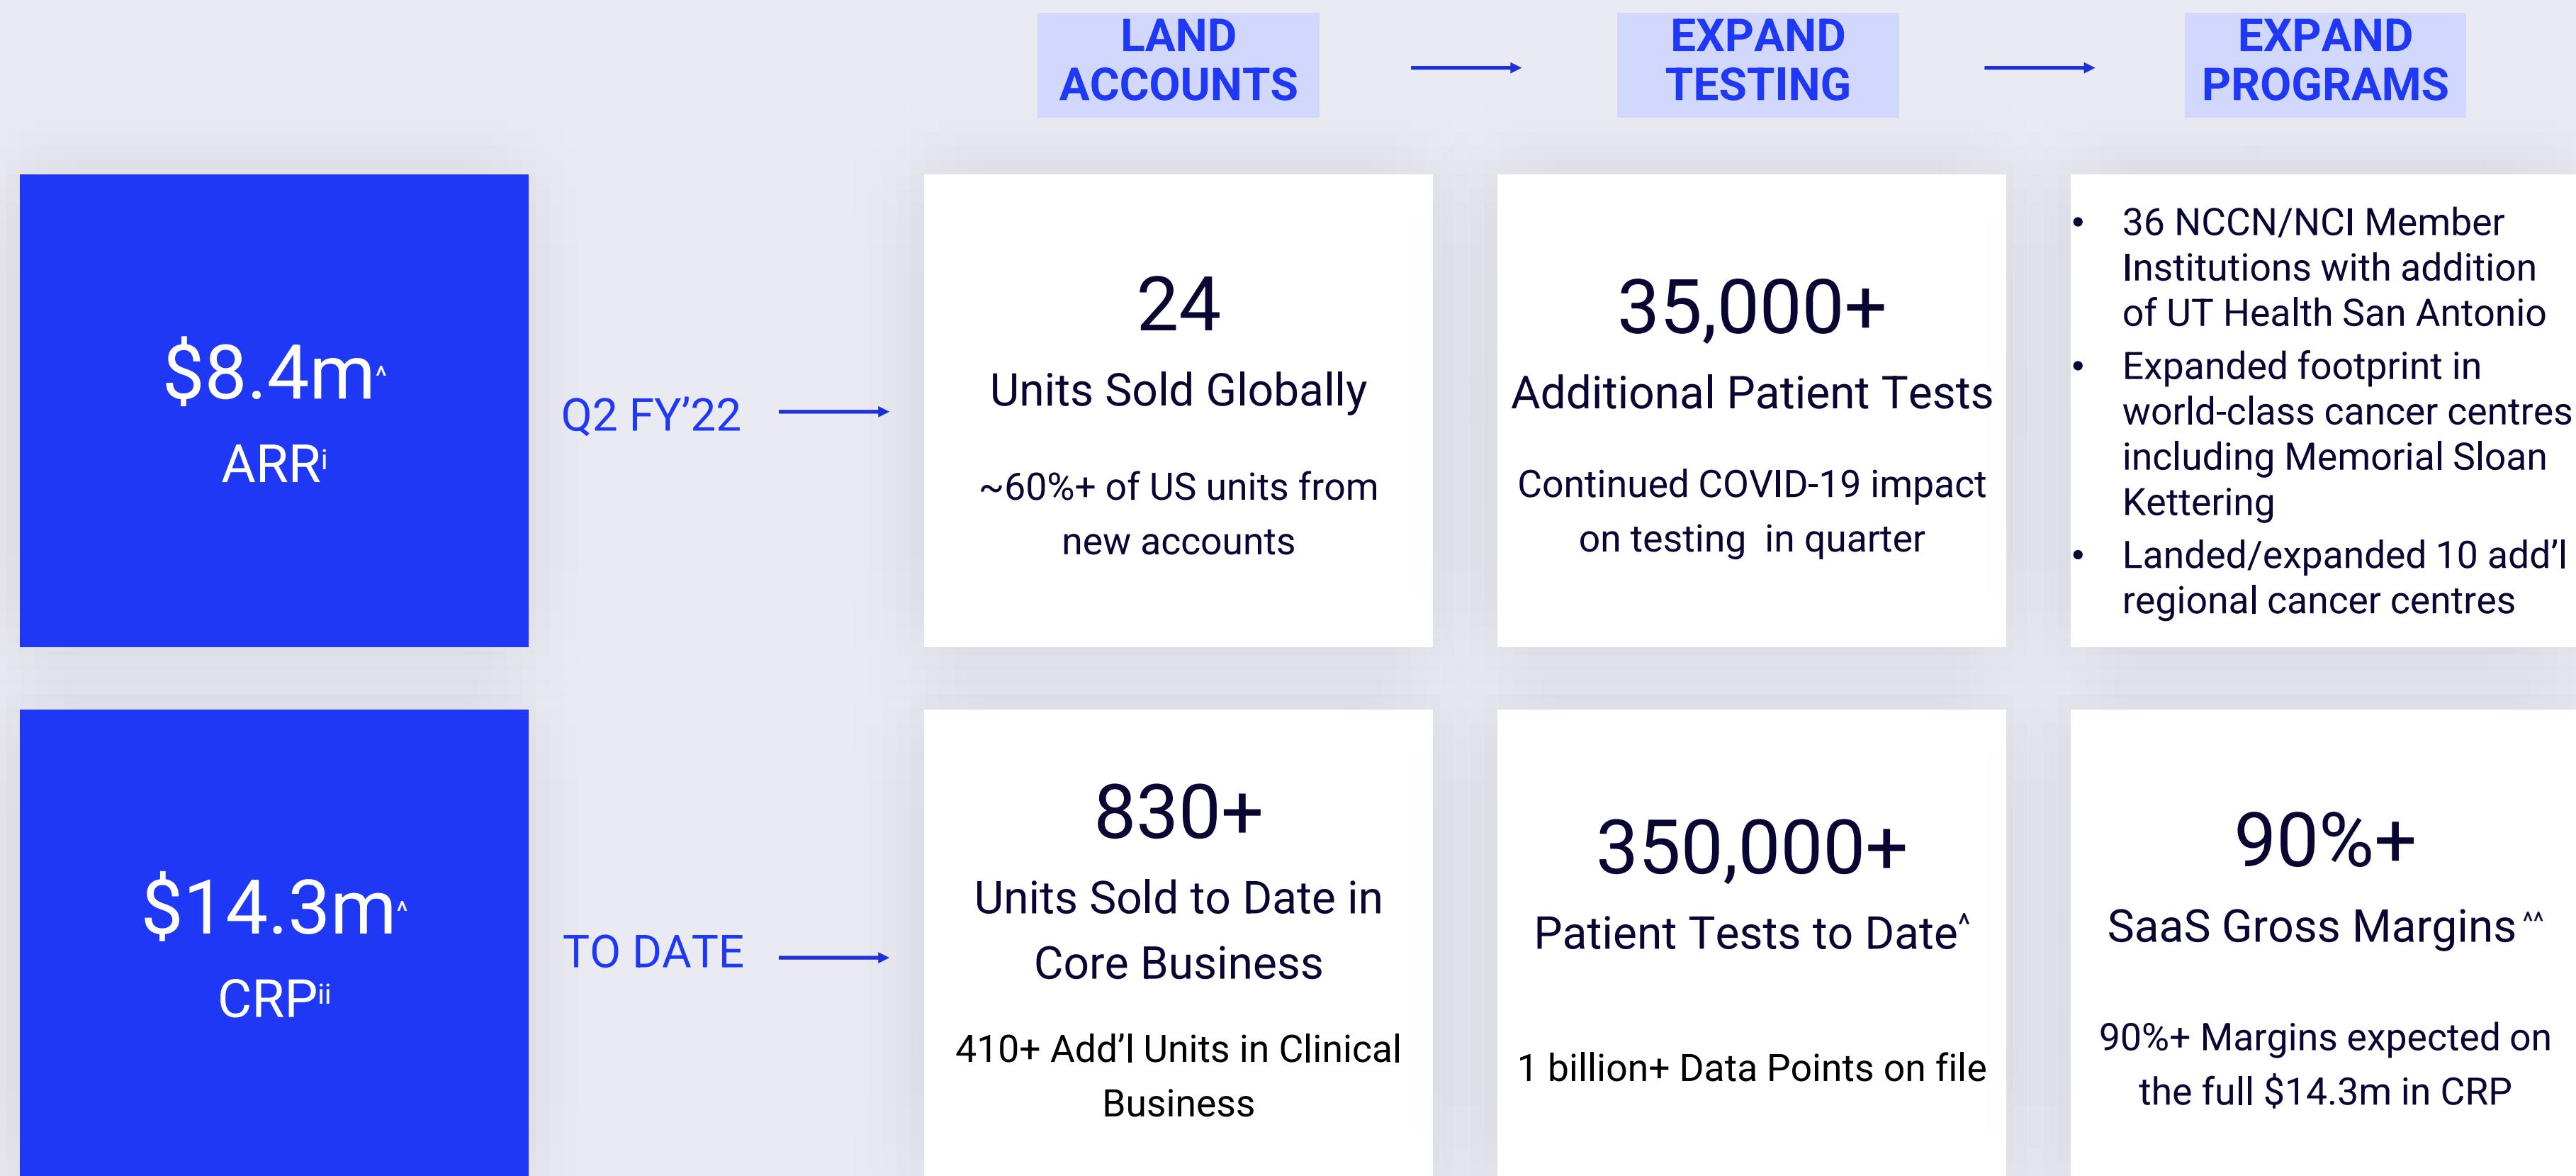 LAND
ACCOUNTS
EXPAND
TESTING
EXPAND
PROGRAMS
$8.4m^
ARRi
Q2 FY’22
24
Units Sold Globally
~60%+ of US units from
new accounts
35,000+
Additional Patient Tests
Continued COVID-19 impact
on testing in quarter
• 36 NCCN/NCI Member
Institutions with addition
of UT Health San Antonio
• Expanded footprint in
world-class cancer centres
including Memorial Sloan
Kettering
• Landed/expanded 10 add’l
regional cancer centres
$14.3m^
CRPii
TO DATE
830+
Units Sold to Date in
Core Business
410+ Add’l Units in Clinical
Business
350,000+
Patient Tests to Date^
1 billion+ Data Points on file
90%+
SaaS Gross Margins ^^
90%+ Margins expected on
the full $14.3m in CRP